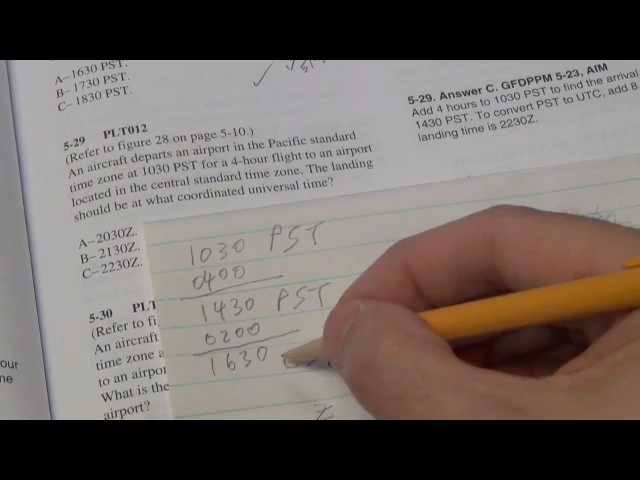 A–1630 PST.
B–1730 PST.
C–1830 PST.
5-29 PLT012
(Refer to figure 28 on page 5-10.)
An aircraft departs an airport in the Pacific standard
time zone at 1030 PST for a 4-hour flight to an airport
located in the central standard time zone. The landing
should be at what coordinated universal time?
A–2030Z.
B–2130Z.
C–2230Z.
5-30 PLT
(Refer to fi
An aircraft
time zone a
to an airpo
What is the
airport?
our
ne
5-29. Answer C. GFDPPM 5-23, AIM
Add 4 hours to 1030 PST to find the arrival
1430 PST. To convert PST to UTC, add 8
landing time is 2230Z.
1030 PST
0400
1430 PST
0200
1630
Z